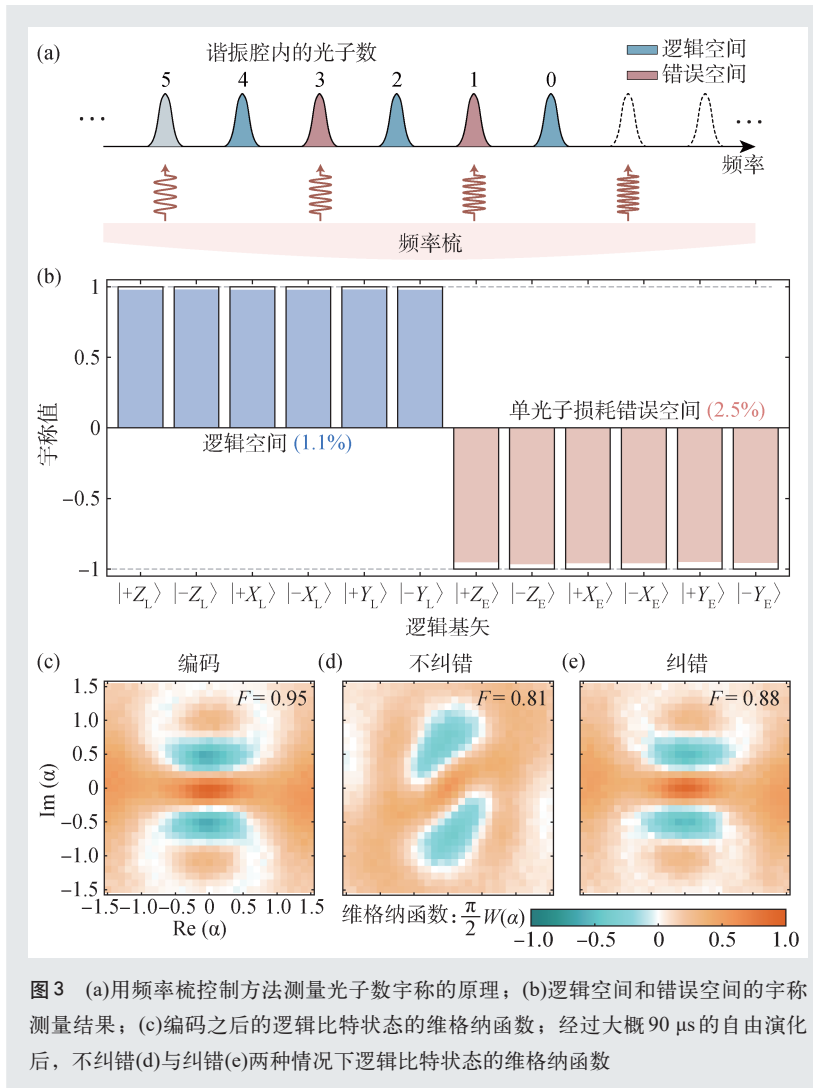 (a)
谐振腔内的光子数
逻辑空间
错误空间
5 4 3 2 1 0
... ...
频率
频率梳
(b)
1
0.5
0
−0.5
−1
宇称值
逻辑空间 (1.1%)
单光子损耗错误空间 (2.5%)
|+Z_L⟩ |−Z_L⟩ |+X_L⟩ |−X_L⟩ |+Y_L⟩ |−Y_L⟩ |+Z_E⟩ |−Z_E⟩ |+X_E⟩ |−X_E⟩ |+Y_E⟩ |−Y_E⟩
逻辑基矢
(c) 编码 (d) 不纠错 (e) 纠错
F = 0.95 F = 0.81 F = 0.88
1.5
1.0
0.5
0
−0.5
−1.0
−1.5
Im (α)
−1.5 −1.0 −0.5 0 0.5 1.0 1.5
Re (α)
维格纳函数: π/2 W(α)
−1.0 −0.5 0 0.5 1.0
图3 (a)用频率梳控制方法测量光子数宇称的原理；(b)逻辑空间和错误空间的宇称
测量结果；(c)编码之后的逻辑比特状态的维格纳函数；经过大概 90 μs 的自由演化
后，不纠错(d)与纠错(e)两种情况下逻辑比特状态的维格纳函数